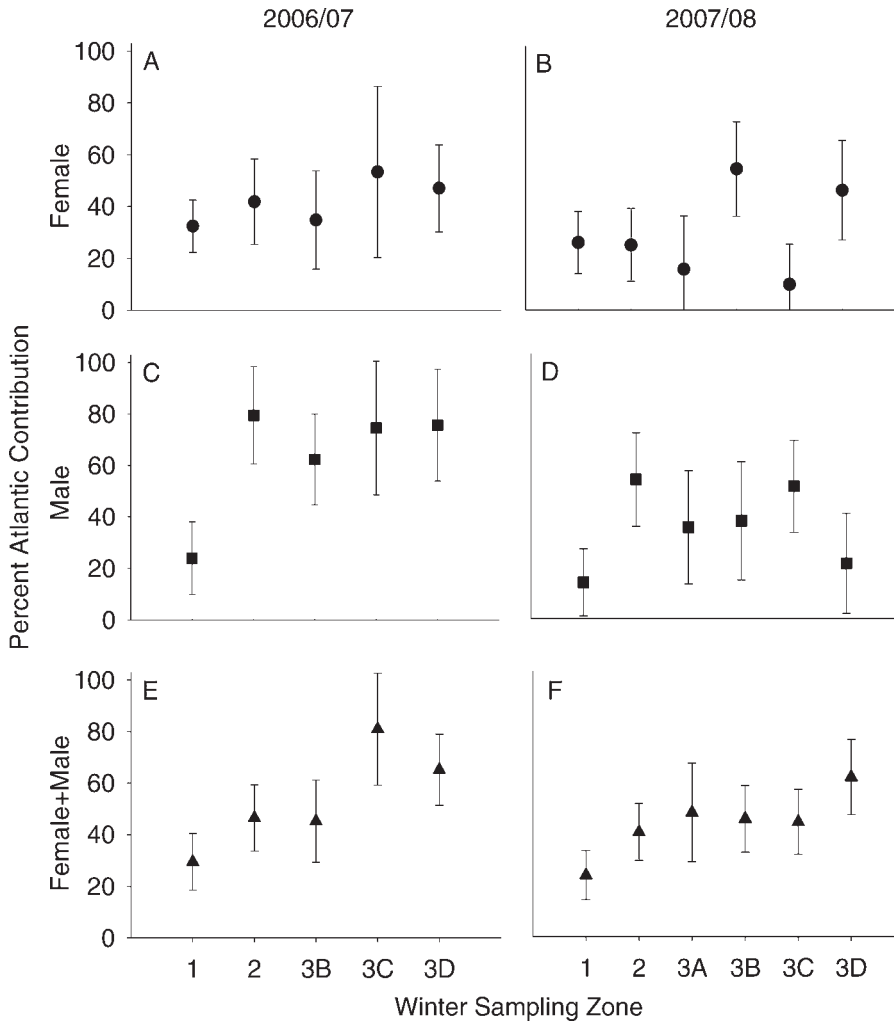 2006/07
2007/08
A
B
100
80
60
40
20
0
Female
C
D
100
80
60
40
20
0
Male
Percent Atlantic Contribution
E
F
100
80
60
40
20
0
Female+Male
1 2 3B 3C 3D
1 2 3A 3B 3C 3D
Winter Sampling Zone